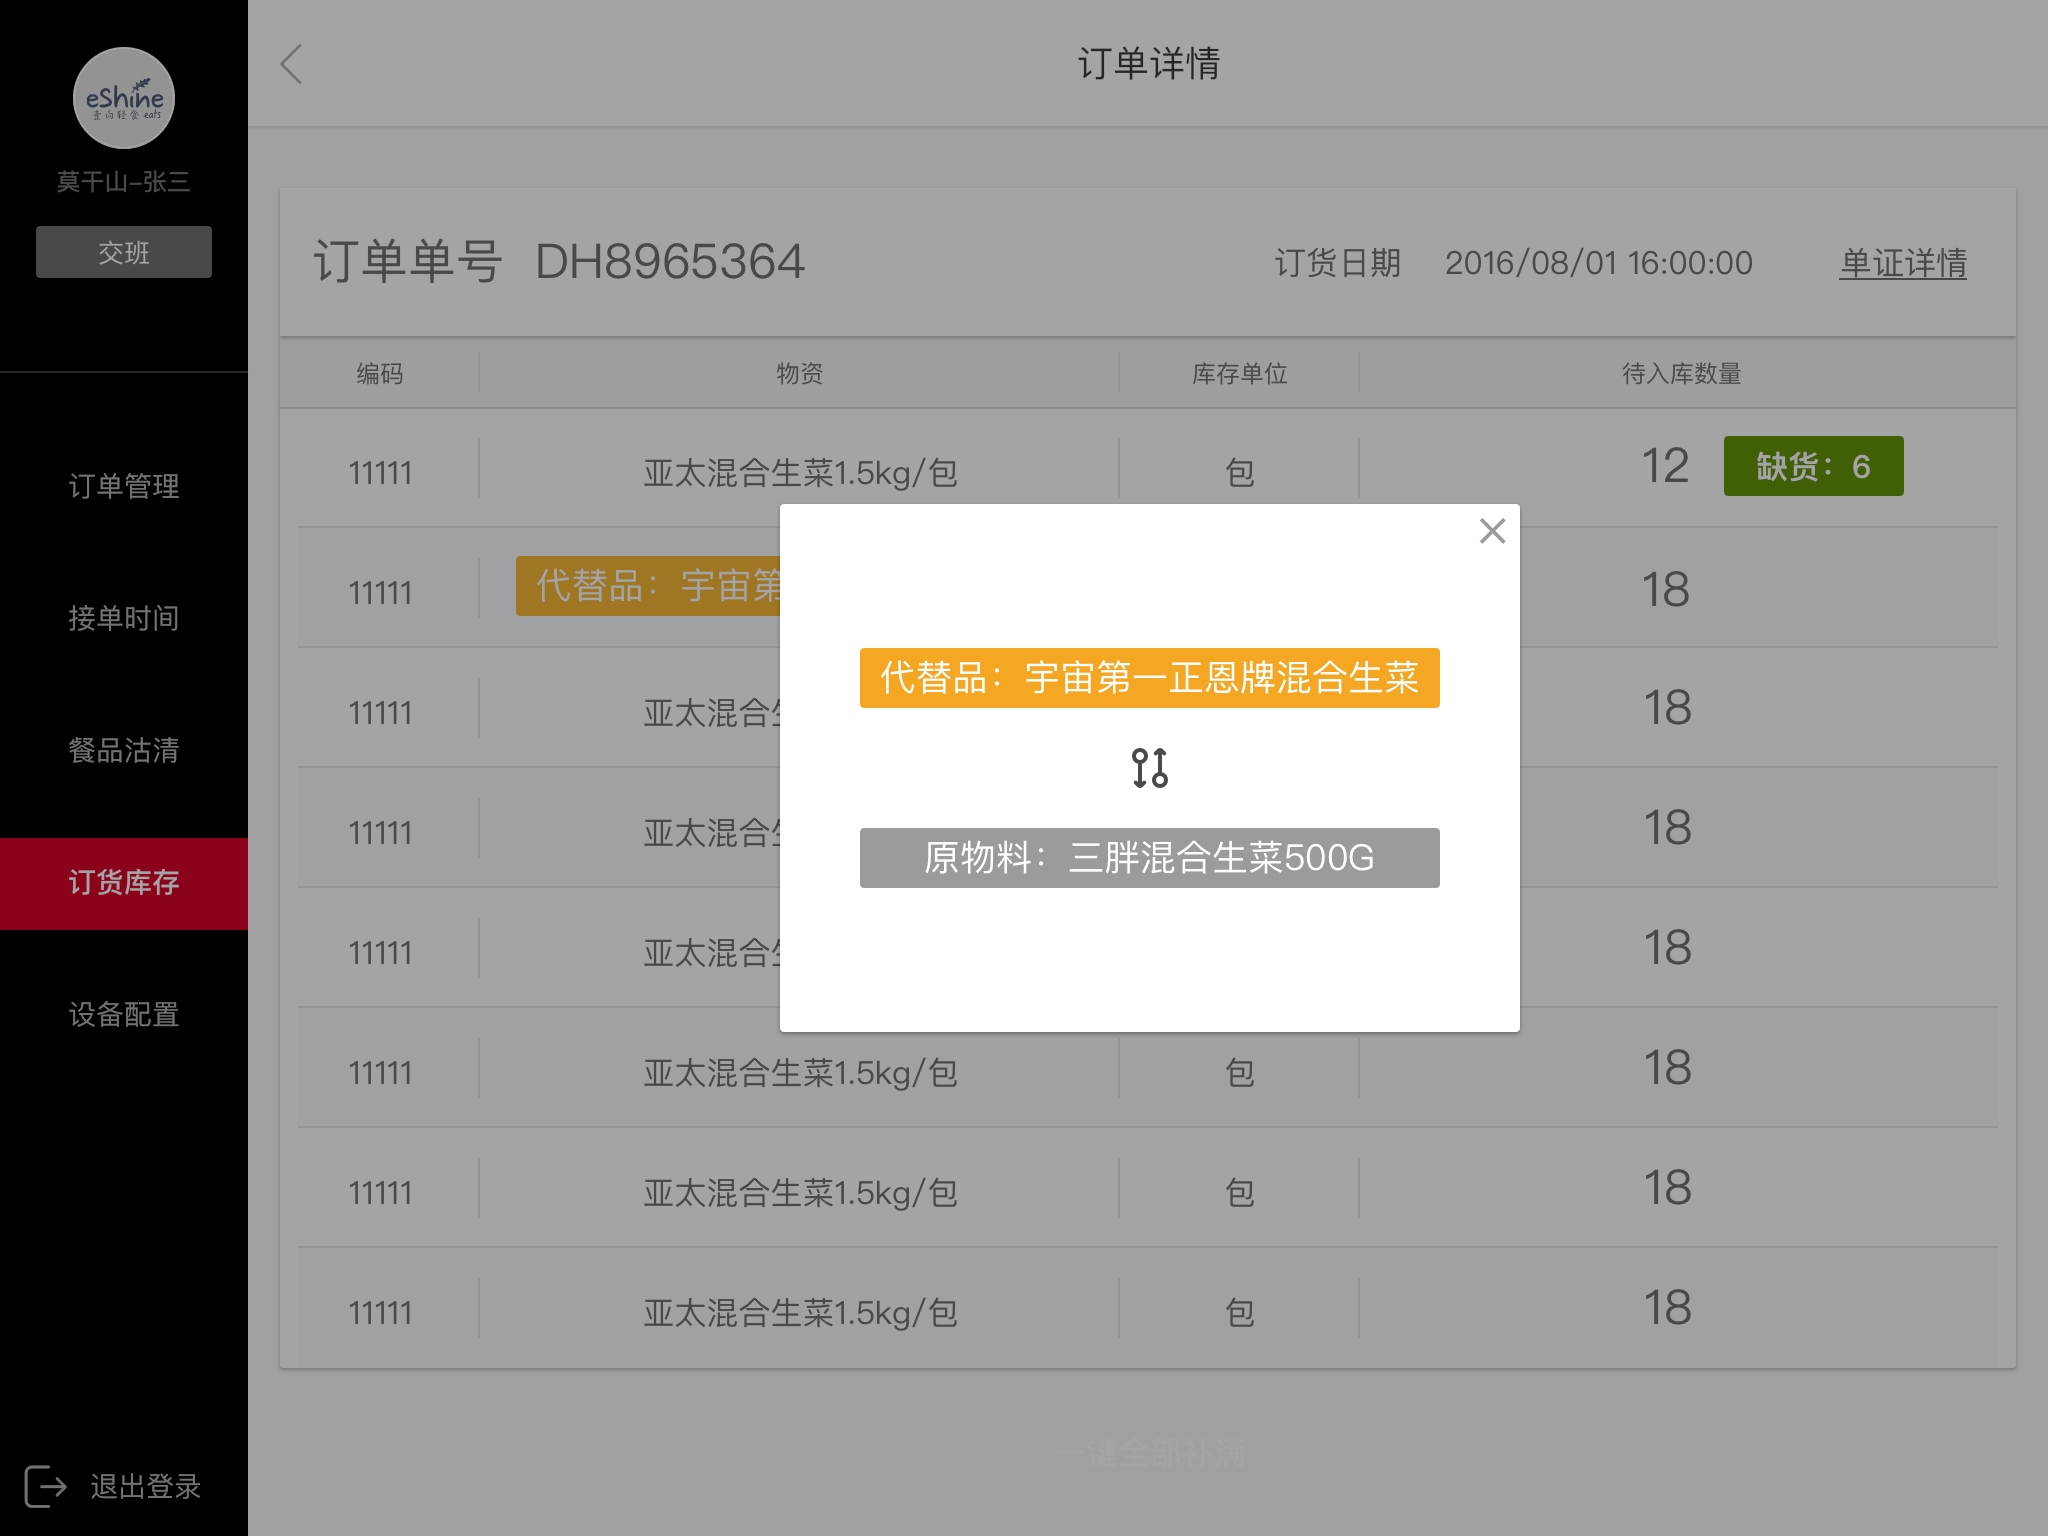 eShine
壹向轻食 eats
莫干山-张三
交班
订单管理
接单时间
餐品沽清
订货库存
设备配置
退出登录
订单详情
订单单号 DH8965364 订货日期 2016/08/01 16:00:00 单证详情
编码 物资 库存单位 待入库数量
11111 亚太混合生菜1.5kg/包 包 12 缺货：6
11111 代替品：宇宙第 18
11111 亚太混合生 18
11111 亚太混合生 18
11111 亚太混合生 18
11111 亚太混合生菜1.5kg/包 包 18
11111 亚太混合生菜1.5kg/包 包 18
11111 亚太混合生菜1.5kg/包 包 18
代替品：宇宙第一正恩牌混合生菜
原物料：三胖混合生菜500G
一键全部补满